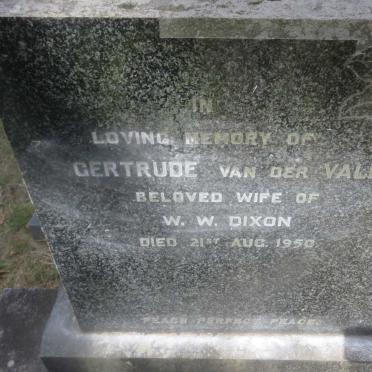 IN
LOVING MEMORY OF
GERTRUDE VAN DER
BELOVED WIFE OF
W. W. DIXON
DIED 21ST AUG. 1950
PEACE PERFECT PEACE.